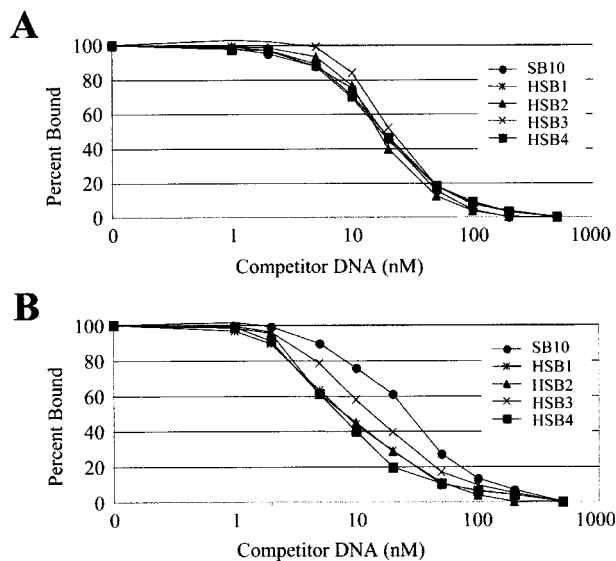 A
100
80
60
40
20
0
Percent Bound
SB10
HSB1
HSB2
HSB3
HSB4
0 1 10 100 1000
Competitor DNA (nM)
B
100
80
60
40
20
0
Percent Bound
SB10
HSB1
HSB2
HSB3
HSB4
0 1 10 100 1000
Competitor DNA (nM)